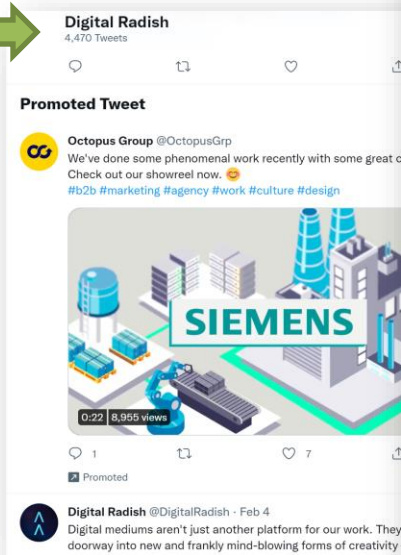 Digital Radish
4,470 Tweets
Promoted Tweet
Octopus Group @OctopusGrp
We've done some phenomenal work recently with some great
Check out our showreel now.
#b2b #marketing #agency #work #culture #design
SIEMENS
0:22 8,955 views
1 7
Promoted
Digital Radish @DigitalRadish · Feb 4
Digital mediums aren't just another platform for our work. They
doorway into new and frankly mind-blowing forms of creativity